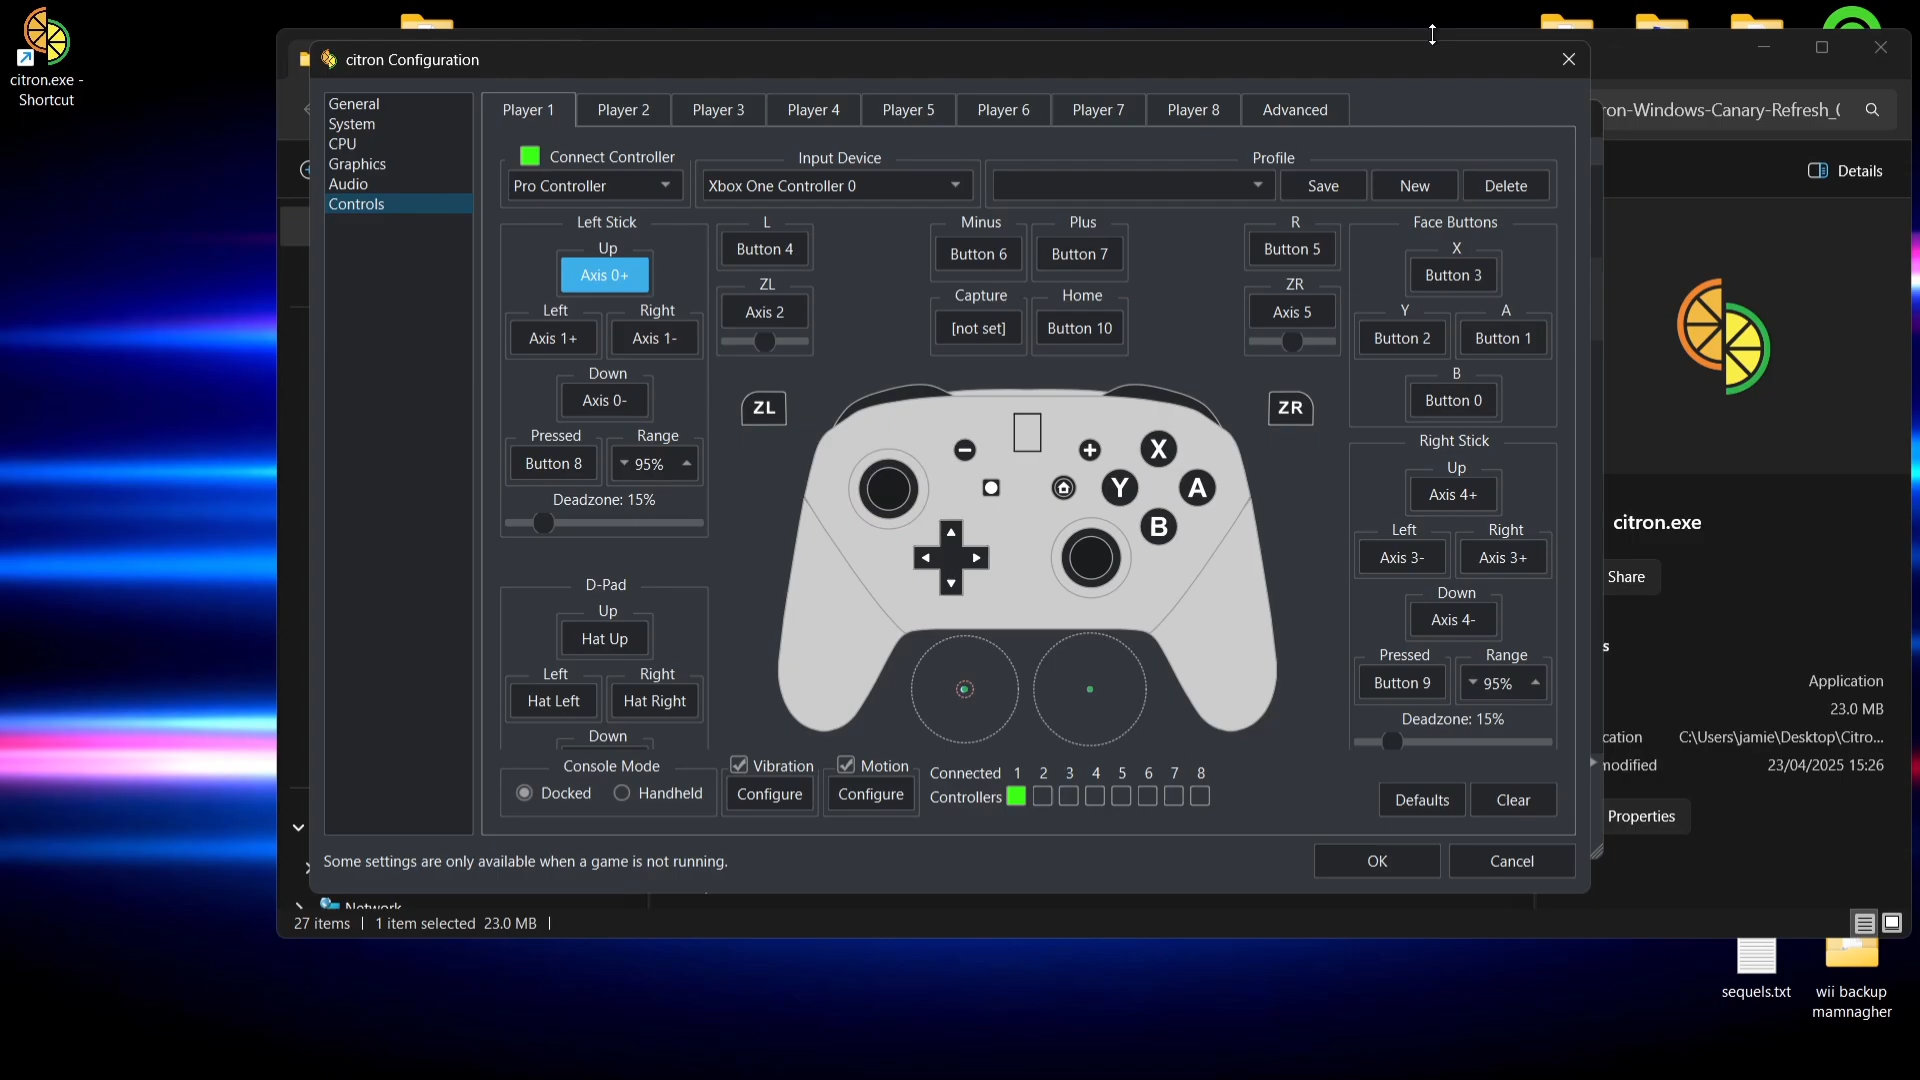 citron.exe -
Shortcut
citron Configuration
ron-Windows-Canary-Refresh_(
Details
General
System
CPU
Graphics
Audio
Controls
Player 1
Player 2
Player 3
Player 4
Player 5
Player 6
Player 7
Player 8
Advanced
Connect Controller
Input Device
Profile
Pro Controller
Xbox One Controller 0
Save
New
Delete
Left Stick
Up
Axis 0+
Left
Right
Axis 1+
Axis 1-
Down
Axis 0-
Pressed
Range
Button 8
95%
Deadzone: 15%
L
Button 4
ZL
Axis 2
Minus
Plus
Button 6
Button 7
Capture
Home
[not set]
Button 10
R
Button 5
ZR
Axis 5
Face Buttons
X
Button 3
Y
A
Button 2
Button 1
B
Button 0
ZL
ZR
X
Y
A
B
D-Pad
Up
Hat Up
Left
Right
Hat Left
Hat Right
Down
Right Stick
Up
Axis 4+
Left
Right
Axis 3-
Axis 3+
Down
Axis 4-
Pressed
Range
Button 9
95%
Deadzone: 15%
Console Mode
Docked
Handheld
Vibration
Configure
Motion
Configure
Connected 1 2 3 4 5 6 7 8
Controllers
Defaults
Clear
Some settings are only available when a game is not running.
OK
Cancel
citron.exe
Share
s
Application
23.0 MB
cation
C:\Users\jamie\Desktop\Citro...
modified
23/04/2025 15:26
Properties
Network
27 items
1 item selected 23.0 MB
sequels.txt
wii backup
mamnagher